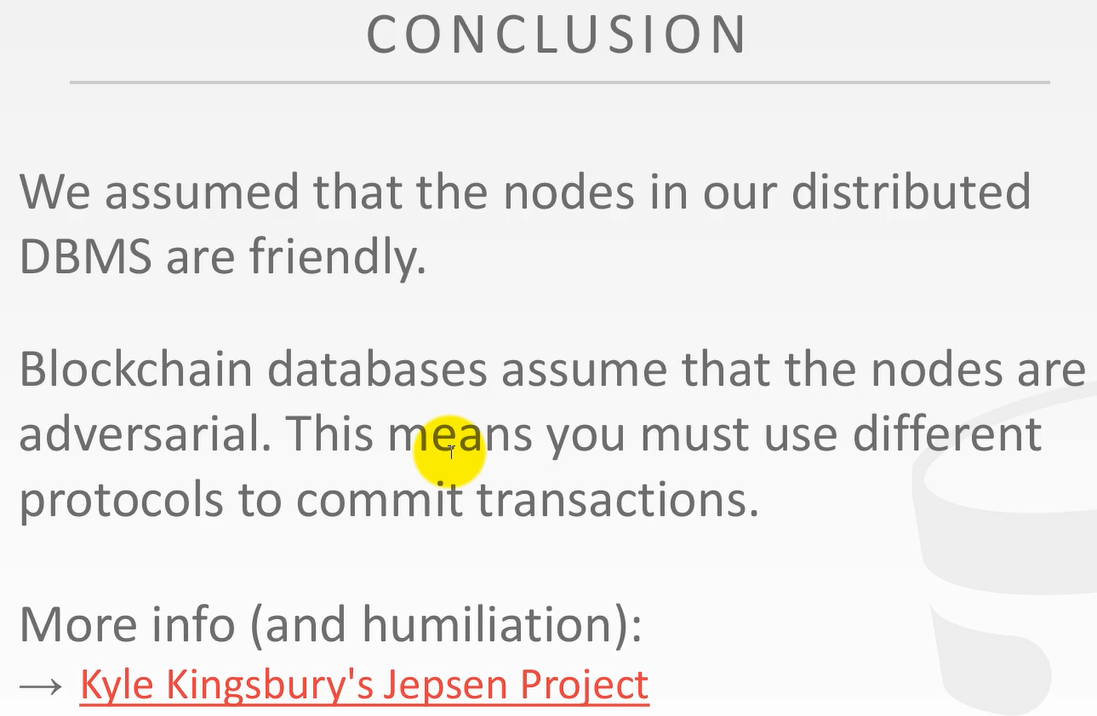 CONCLUSION
We assumed that the nodes in our distributed
DBMS are friendly.
Blockchain databases assume that the nodes are
adversarial. This means you must use different
protocols to commit transactions.
More info (and humiliation):
→ Kyle Kingsbury's Jepsen Project